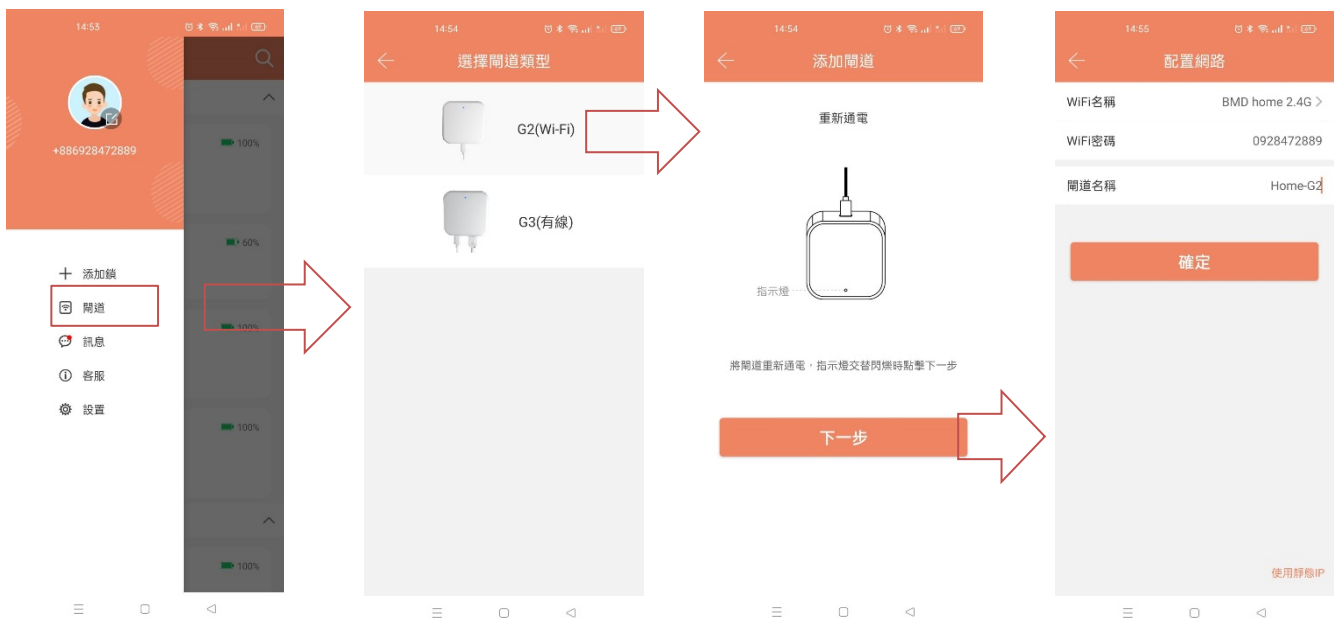 14:53
+886928472889
添加鎖
閘道
訊息
客服
設置
100%
60%
100%
100%
100%
14:54
選擇閘道類型
G2(Wi-Fi)
G3(有線)
14:54
添加閘道
重新通電
指示燈
將閘道重新通電，指示燈交替閃爍時點擊下一步
下一步
14:55
配置網路
WiFi名稱 BMD home 2.4G
WiFi密碼 0928472889
閘道名稱 Home-G2
確定
使用靜態IP